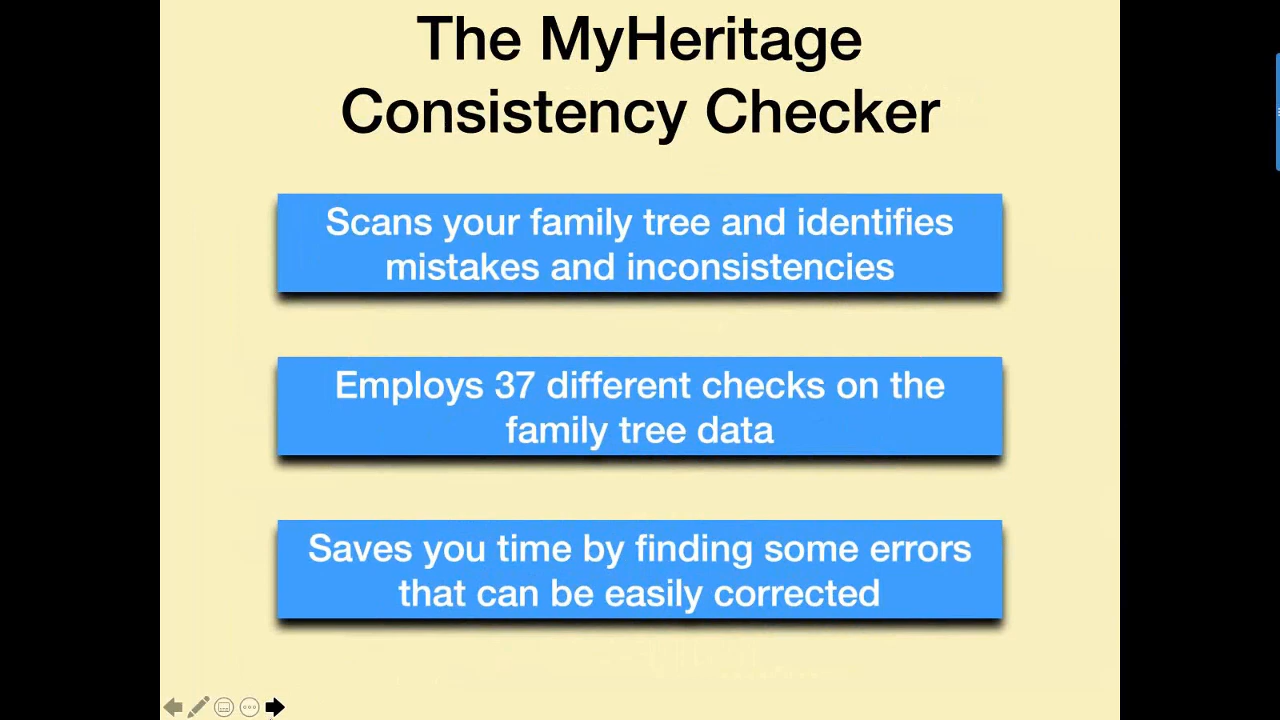 The MyHeritage
Consistency Checker
Scans your family tree and identifies
mistakes and inconsistencies
Employs 37 different checks on the
family tree data
Saves you time by finding some errors
that can be easily corrected